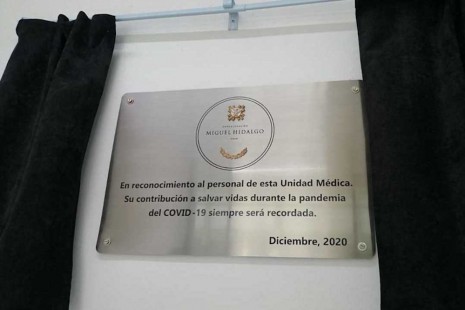 MIGUEL HIDALGO
En reconocimiento al personal de esta Unidad Médica.
Su contribución a salvar vidas durante la pandemia
del COVID-19 siempre será recordada.
Diciembre, 2020